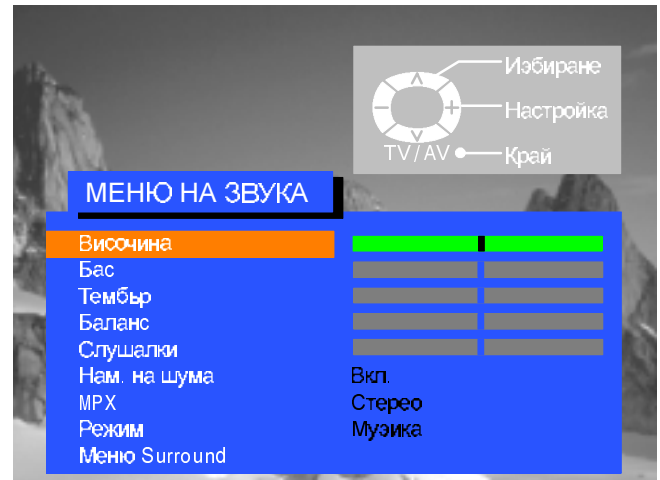 Избиране
Настройка
TV/AV Край
МЕНЮ НА ЗВУКА
Височина
Бас
Тембър
Баланс
Слушалки
Нам. на шума Вкл.
MPX Стерео
Режим Музика
Меню Surround